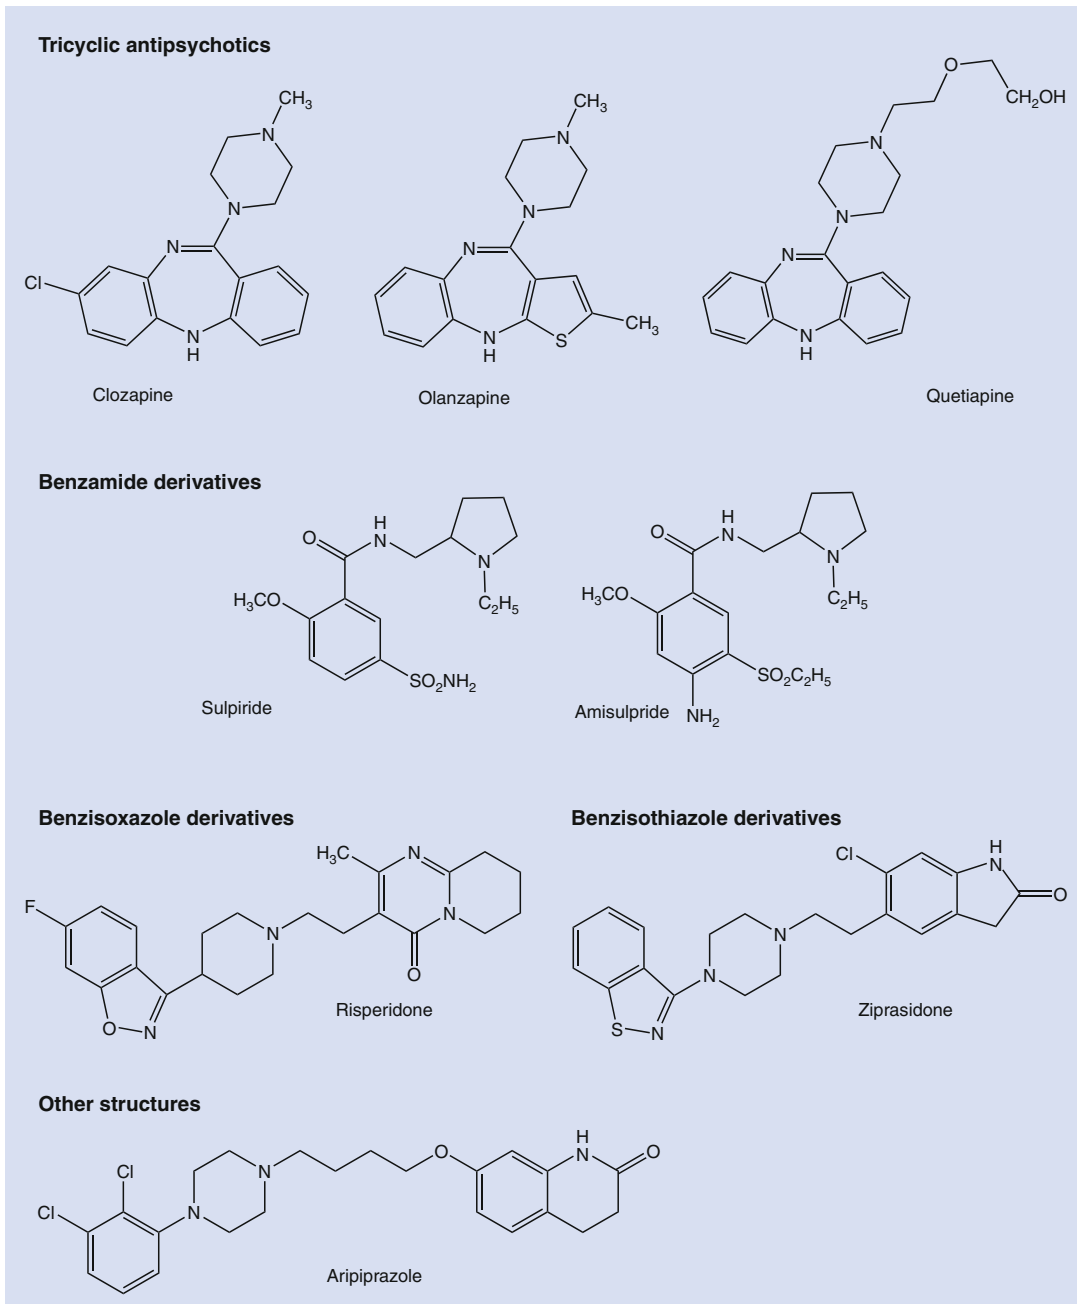 Tricyclic antipsychotics
CH₃
N
N
N
Cl
N
H
Clozapine
CH₃
N
N
N
N
H
S
CH₃
Olanzapine
O
CH₂OH
N
N
N
N
H
Quetiapine
Benzamide derivatives
H
O
N
N
H₃CO
C₂H₅
SO₂NH₂
Sulpiride
H
O
N
N
H₃CO
C₂H₅
SO₂C₂H₅
Amisulpride
NH₂
Benzisoxazole derivatives
H₃C
N
F
N
N
O
O
N
Risperidone
Benzisothiazole derivatives
Cl
H
N
O
N
N
S
N
Ziprasidone
Other structures
H
O
N
O
Cl
N
Cl
N
Aripiprazole